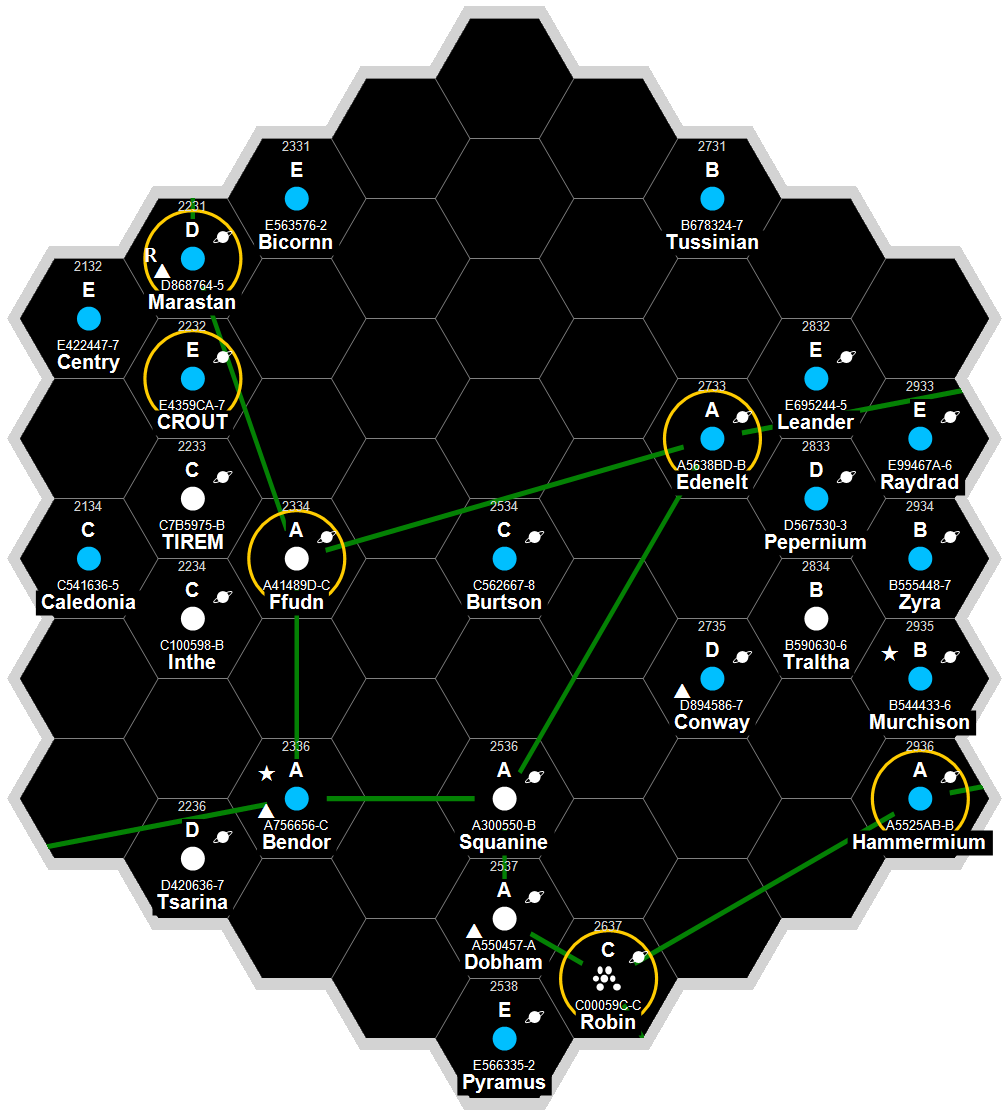 2331
E
E563576-2
Bicornn
2731
B
B678324-7
Tussinian
2231
D
R
D868764-5
Marastan
2132
E
E422447-7
Centry
2232
E
E4359CA-7
CROUT
2832
E
E695244-5
Leander
2733
A
A5638BD-B
Edenelt
2933
E
E99467A-6
Raydrad
2233
C
C7B5975-B
TIREM
2833
D
D567530-3
Pepernium
2134
C
C541636-5
Caledonia
2334
A
A41489D-C
Ffudn
2534
C
C562667-8
Burtson
2934
B
B555448-7
Zyra
2234
C
C100598-B
Inthe
2834
B
B590630-6
Traltha
2735
D
D894586-7
Conway
2935
B
B544433-6
Murchison
2336
A
A756656-C
Bendor
2536
A
A300550-B
Squanine
2936
A
A5525AB-B
Hammermium
2236
D
D420636-7
Tsarina
2537
A
A550457-A
Dobham
2637
C
C00059C-C
Robin
2538
E
E566335-2
Pyramus